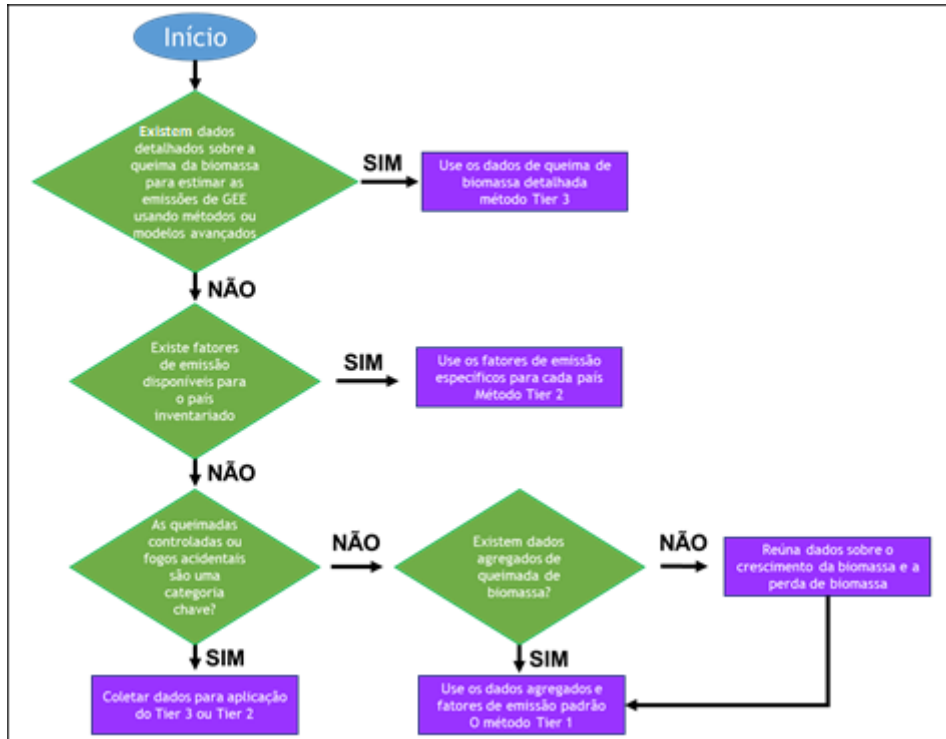 Início
Existem dados
detalhados sobre a
queima da biomassa
para estimar as
emissões de GEE
usando métodos ou
modelos avançados
SIM
Use os dados de queima de
biomassa detalhada
método Tier 3
NÃO
Existe fatores
de emissão
disponíveis para
o país
inventariado
SIM
Use os fatores de emissão
específicos para cada país
Método Tier 2
NÃO
As queimadas
controladas ou
fogos acidentais
são uma
categoria
chave?
NÃO
Existem dados
agregados de
queimada de
biomassa?
NÃO
Reúna dados sobre o
crescimento da biomassa e a
perda de biomassa
SIM
Coletar dados para aplicação
do Tier 3 ou Tier 2
SIM
Use os dados agregados e
fatores de emissão padrão
O método Tier 1